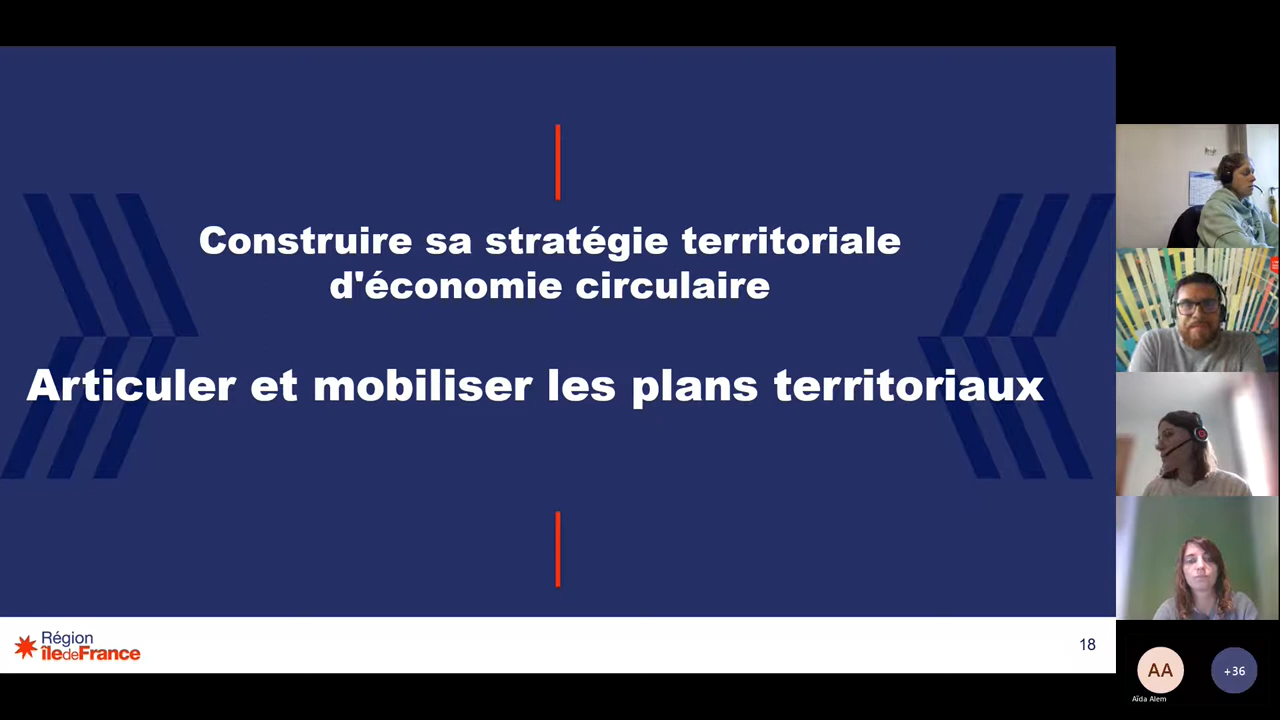 Construire sa stratégie territoriale
d'économie circulaire
Articuler et mobiliser les plans territoriaux
Région
îledeFrance
18
AA
+36
Aïda Alem